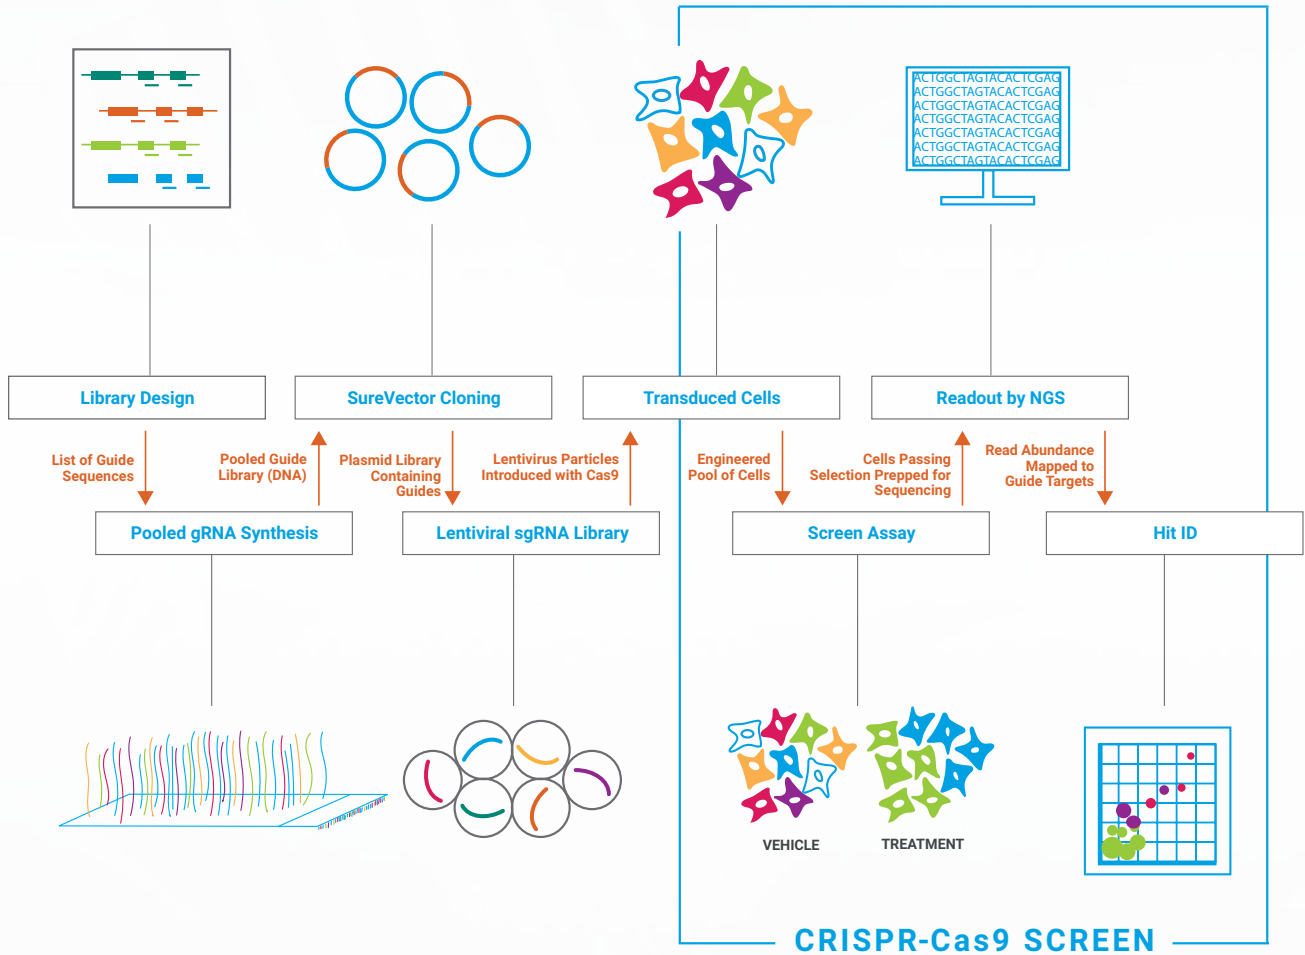 ACTGGCTAGTACACTCGAG
ACTGGCTAGTACACTCGAG
ACTGGCTAGTACACTCGAG
ACTGGCTAGTACACTCGAG
ACTGGCTAGTACACTCGAG
ACTGGCTAGTACACTCGAG
ACTGGCTAGTACACTCGAG
Library Design
SureVector Cloning
Transduced Cells
Readout by NGS
List of Guide
Sequences
Pooled Guide
Library (DNA)
Plasmid Library
Containing
Guides
Lentivirus Particles
Introduced with Cas9
Engineered
Pool of Cells
Cells Passing
Selection Prepped for
Sequencing
Read Abundance
Mapped to
Guide Targets
Pooled gRNA Synthesis
Lentiviral sgRNA Library
Screen Assay
Hit ID
VEHICLE
TREATMENT
CRISPR-Cas9 SCREEN